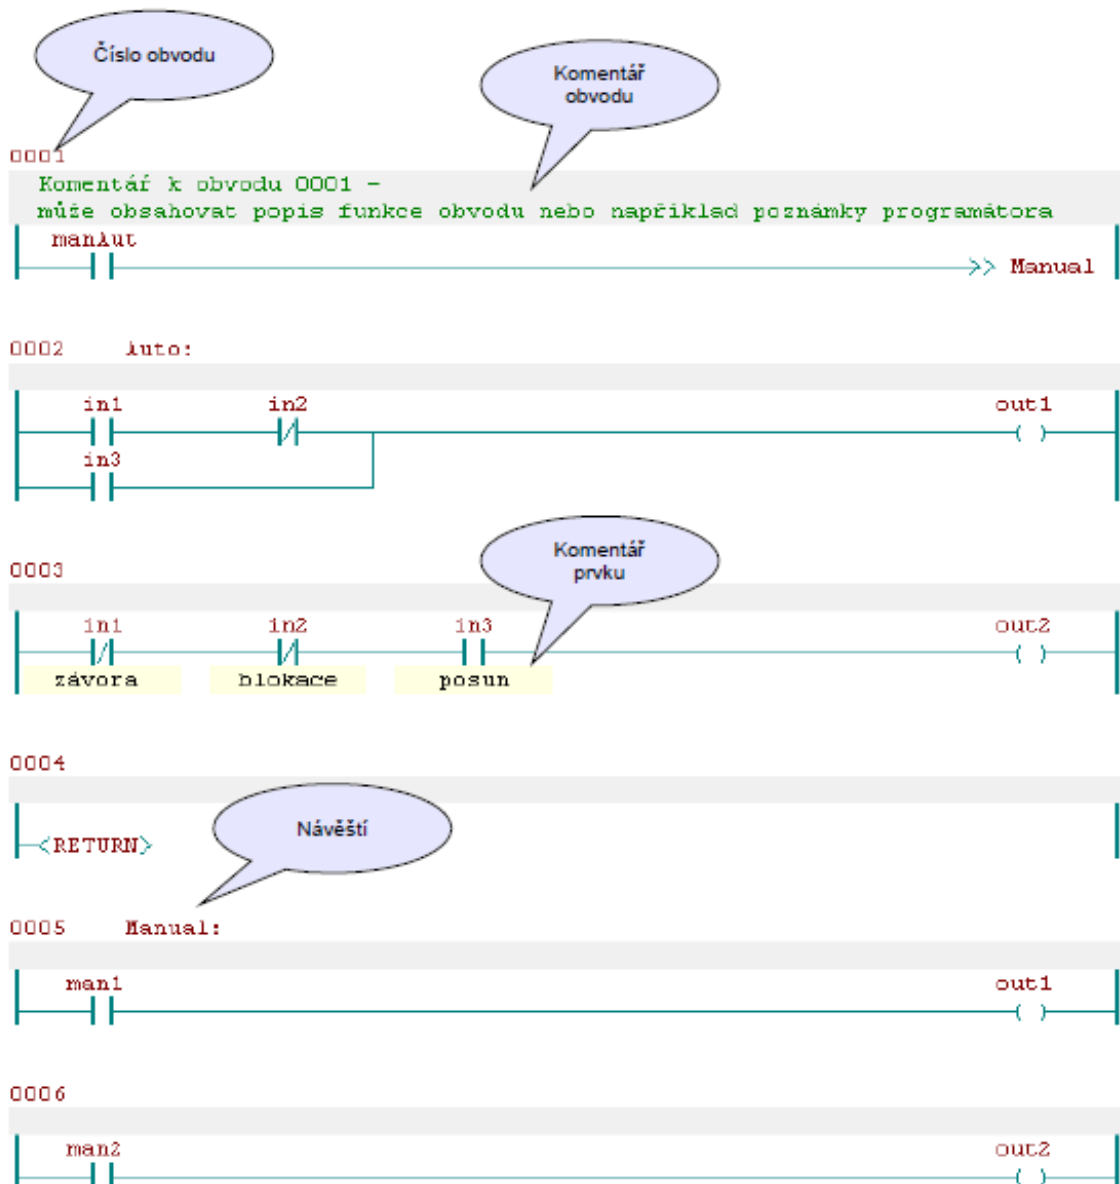 Číslo obvodu
Komentář
obvodu
0001
Komentář k obvodu 0001 –
může obsahovat popis funkce obvodu nebo například poznámky programátora
manAut
>> Manual
0002 Auto:
in1 in2 out1
in3
Komentář
prvku
0003
in1 in2 in3 out2
závora blokace posun
0004
Návěští
<RETURN>
0005 Manual:
man1 out1
0006
man2 out2